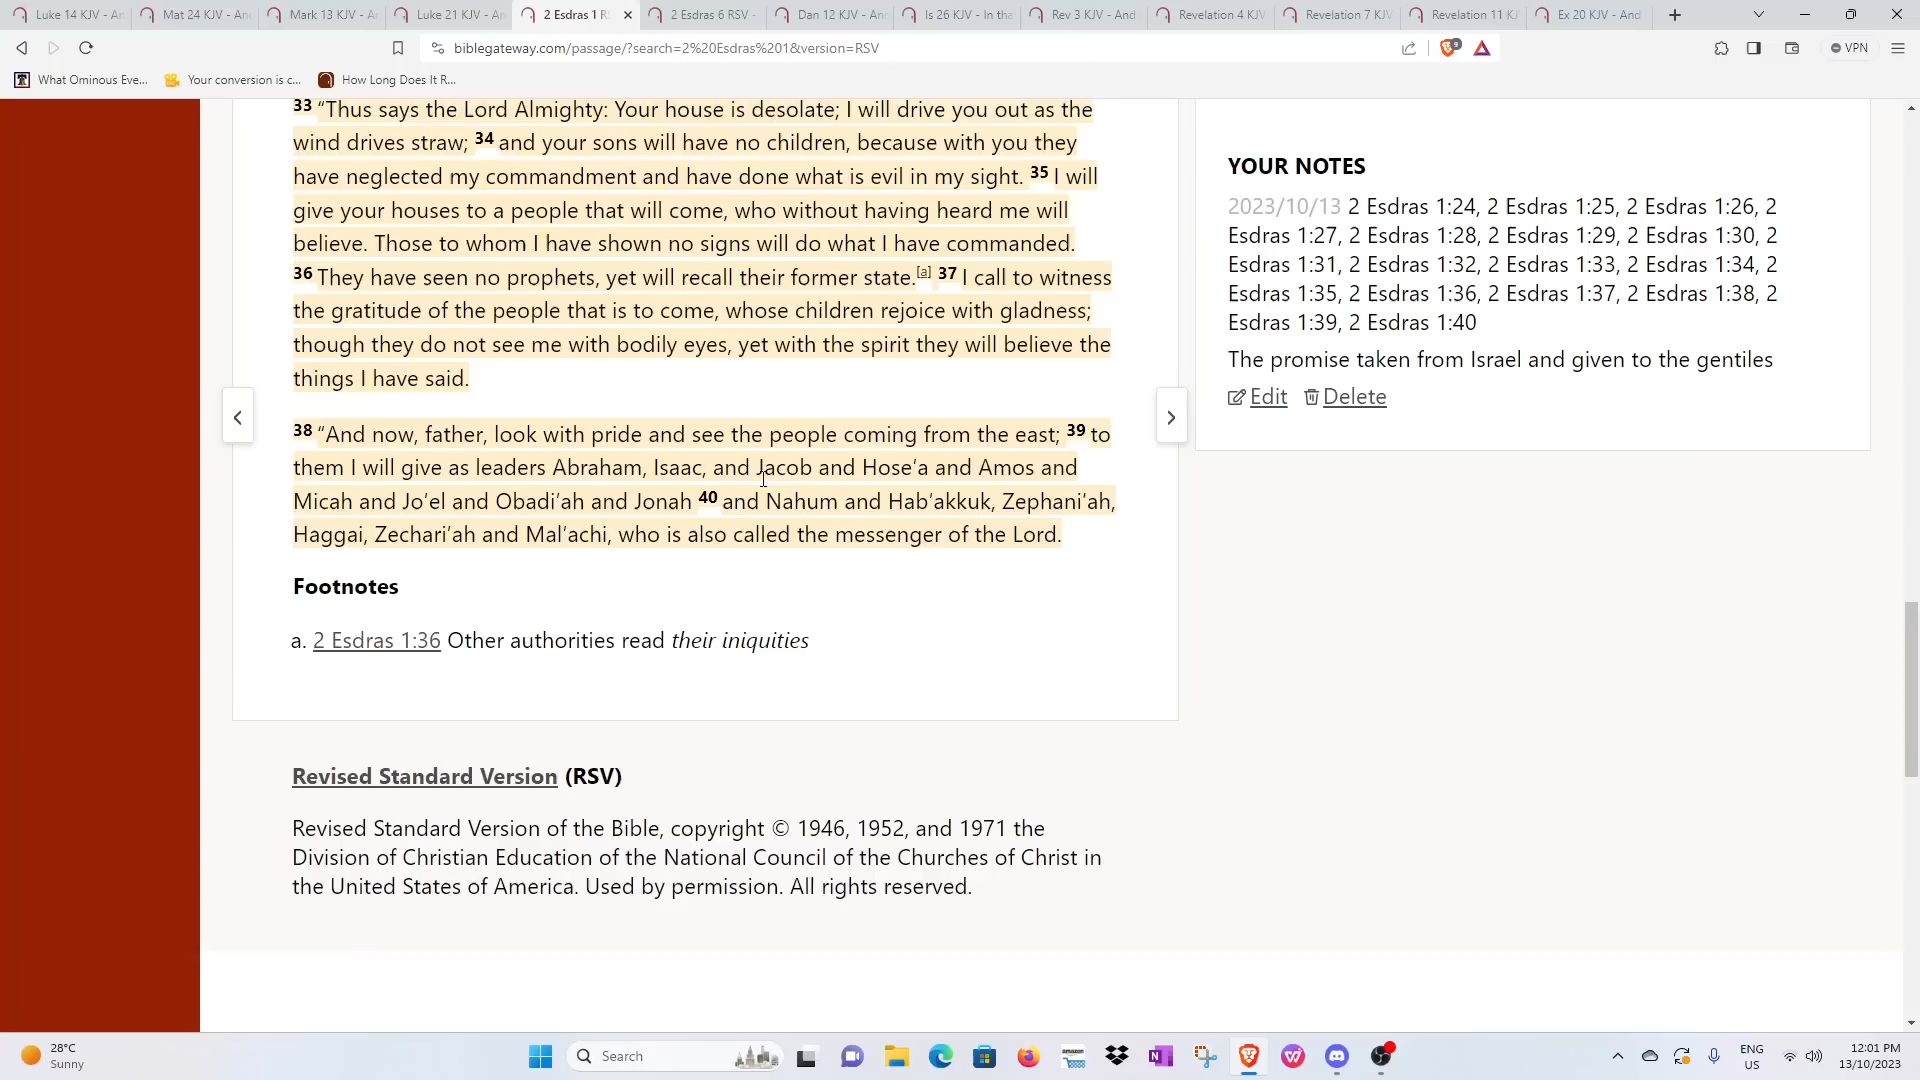 Luke 14 KJV - An
Mat 24 KJV - An
Mark 13 KJV - Ar
Luke 21 KJV - An
2 Esdras 1 R
2 Esdras 6 RSV -
Dan 12 KJV - An
Is 26 KJV - In tha
Rev 3 KJV - And
Revelation 4 KJV
Revelation 7 KJV
Revelation 11 KJ
Ex 20 KJV - And
biblegateway.com/passage/?search=2%20Esdras%201&version=RSV
9
VPN
What Ominous Eve...
Your conversion is c...
How Long Does It R...
33 “Thus says the Lord Almighty: Your house is desolate; I will drive you out as the
wind drives straw; 34 and your sons will have no children, because with you they
have neglected my commandment and have done what is evil in my sight. 35 I will
give your houses to a people that will come, who without having heard me will
believe. Those to whom I have shown no signs will do what I have commanded.
36 They have seen no prophets, yet will recall their former state.[a] 37 I call to witness
the gratitude of the people that is to come, whose children rejoice with gladness;
though they do not see me with bodily eyes, yet with the spirit they will believe the
things I have said.
38 “And now, father, look with pride and see the people coming from the east; 39 to
them I will give as leaders Abraham, Isaac, and Jacob and Hose′a and Amos and
Micah and Jo′el and Obadi′ah and Jonah 40 and Nahum and Hab′akkuk, Zephani′ah,
Haggai, Zechari′ah and Mal′achi, who is also called the messenger of the Lord.
Footnotes
a. 2 Esdras 1:36 Other authorities read their iniquities
Revised Standard Version (RSV)
Revised Standard Version of the Bible, copyright © 1946, 1952, and 1971 the
Division of Christian Education of the National Council of the Churches of Christ in
the United States of America. Used by permission. All rights reserved.
YOUR NOTES
2023/10/13 2 Esdras 1:24, 2 Esdras 1:25, 2 Esdras 1:26, 2
Esdras 1:27, 2 Esdras 1:28, 2 Esdras 1:29, 2 Esdras 1:30, 2
Esdras 1:31, 2 Esdras 1:32, 2 Esdras 1:33, 2 Esdras 1:34, 2
Esdras 1:35, 2 Esdras 1:36, 2 Esdras 1:37, 2 Esdras 1:38, 2
Esdras 1:39, 2 Esdras 1:40
The promise taken from Israel and given to the gentiles
Edit Delete
28°C
Sunny
Search
amazon
ENG
US
12:01 PM
13/10/2023